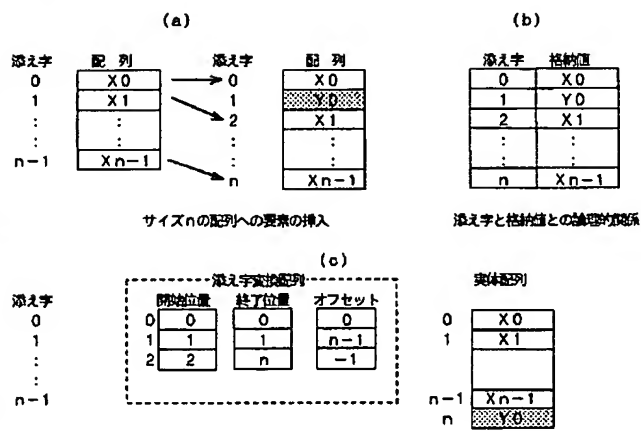 (a)
添え字 配 列 添え字 配 列
0 X0 0 X0
1 X1 1 Y0
: : 2 X1
: : : :
n-1 Xn-1 : :
n Xn-1
サイズnの配列への要素の挿入
(b)
添え字 格納値
0 X0
1 Y0
2 X1
: :
: :
n Xn-1
添え字と格納値との論理的関係
(c)
添え字
0
1
:
:
n-1
添え字変換配列
開始位置 終了位置 オフセット
0 0 0 0
1 1 1 n-1
2 2 n -1
実体配列
0 X0
1 X1
n-1 Xn-1
n Y0